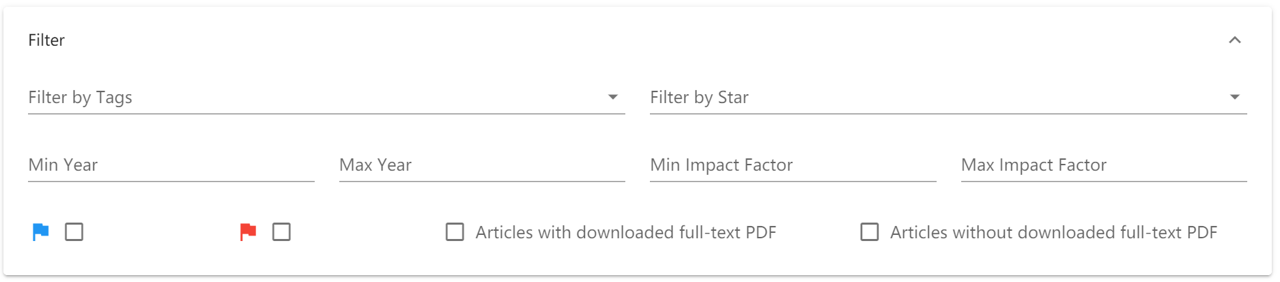 Filter
Filter by Tags
Filter by Star
Min Year
Max Year
Min Impact Factor
Max Impact Factor
Articles with downloaded full-text PDF
Articles without downloaded full-text PDF